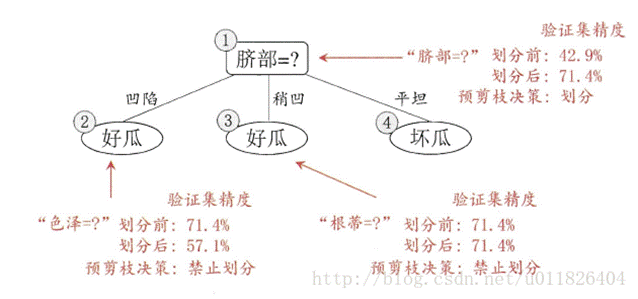 验证集精度
①
脐部=?
“脐部=?” 划分前: 42.9%
划分后: 71.4%
预剪枝决策: 划分
凹陷
稍凹
平坦
② 好瓜
③ 好瓜
④ 坏瓜
验证集精度
“色泽=?” 划分前: 71.4%
划分后: 57.1%
预剪枝决策: 禁止划分
验证集精度
“根蒂=?” 划分前: 71.4%
划分后: 71.4%
预剪枝决策: 禁止划分
http://blog.csdn.net/u011826404